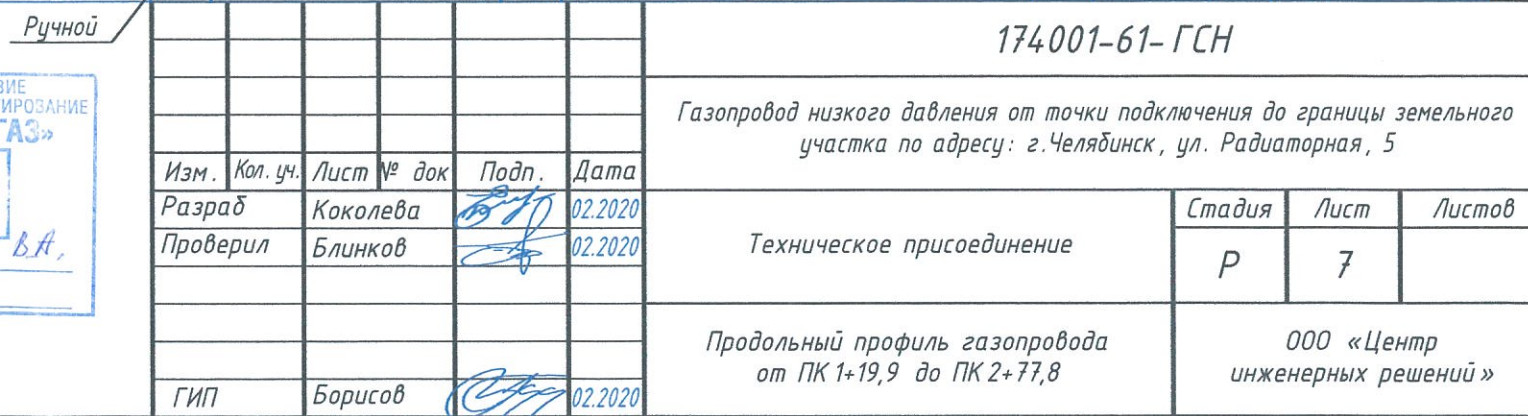 Ручной
174001-61-ГСН
Газопровод низкого давления от точки подключения до границы земельного
участка по адресу: г.Челябинск, ул. Радиаторная, 5
Изм. Кол. уч. Лист № док Подп. Дата
Разраб Коколева 02.2020
Проверил Блинков 02.2020
Техническое присоединение
Стадия Лист Листов
Р 7
Продольный профиль газопровода
от ПК 1+19,9 до ПК 2+77,8
ООО «Центр
инженерных решений»
ГИП Борисов 02.2020
В.А.